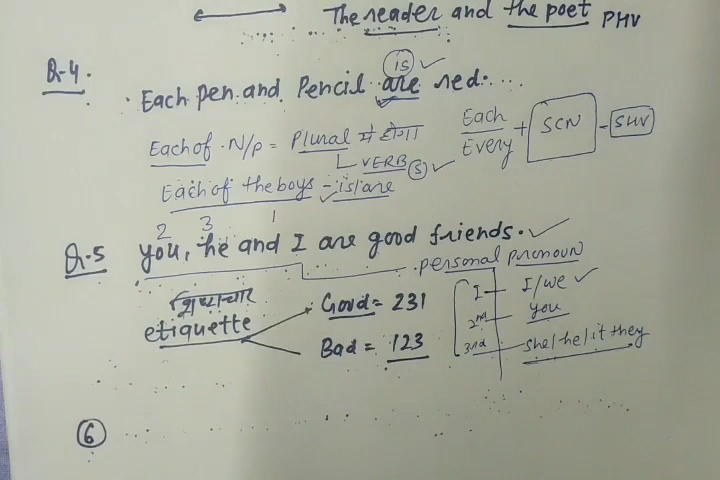 The reader and the poet PHV
Q-4.
is
Each pen and Pencil are red.
Each of N/P = Plural में होगा
VERB (S)
Each of the boys - is/are
Each
Every + SCN - SHV
2 3 1
Q-5 you, he and I are good friends.
personal pronoun
शिष्टाचार
etiquette
Good = 231
Bad = 123
I - I/we
2nd - you
3rd - she/he/it they
6